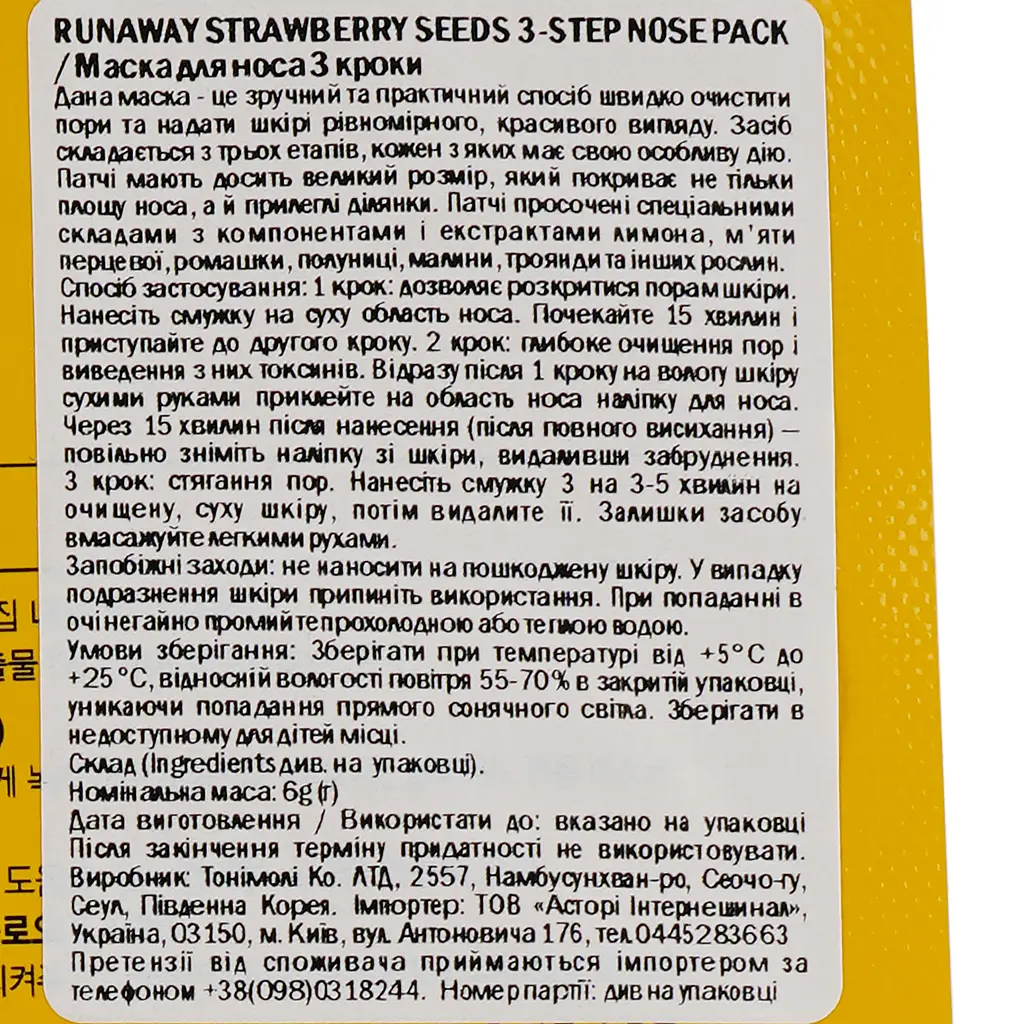 RUNAWAY STRAWBERRY SEEDS 3-STEP NOSE PACK
/Маска для носа 3 кроки
Дана маска - це зручний та практичний спосіб швидко очистити
пори та надати шкірі рівномірного, красивого вигляду. Засіб
складається з трьох етапів, кожен з яких має свою особливу дію.
Патчі мають досить великий розмір, який покриває не тільки
площу носа, а й прилеглі ділянки. Патчі просочені спеціальними
складами з компонентами і екстрактами лимона, м’яти
перцевої, ромашки, полуниці, малини, троянди та інших рослин.
Спосіб застосування: 1 крок: дозволяє розкритися порам шкіри.
Нанесіть смужку на суху область носа. Почекайте 15 хвилин і
приступайте до другого кроку. 2 крок: глибоке очищення пор і
виведення з них токсинів. Відразу після 1 кроку на вологу шкіру
сухими руками приклейте на область носа наліпку для носа.
Через 15 хвилин після нанесення (після повного висихання) –
повільно зніміть наліпку зі шкіри, видаливши забруднення.
3 крок: стягання пор. Нанесіть смужку 3 на 3-5 хвилин на
очищену, суху шкіру, потім видалите її. Залишки засобу
вмасажуйте легкими рухами.
Запобіжні заходи: не наносити на пошкоджену шкіру. У випадку
подразнення шкіри припиніть використання. При попаданні в
очі негайно промийте прохолодною або теплою водою.
Умови зберігання: Зберігати при температурі від +5°С до
+25 °С, відносній вологості повітря 55-70% в закритій упаковці,
уникаючи попадання прямого сонячного світла. Зберігати в
недоступному для дітей місці.
Склад (Ingredients див. на упаковці).
Номінальна маса: 6g (г)
Дата виготовлення / Використати до: вказано на упаковці
Після закінчення терміну придатності не використовувати.
Виробник: Тонімолі Ко. ЛТД, 2557, Намбусунхван-ро, Сеочо-гу,
Сеул, Південна Корея. Імпортер: ТОВ «Асторі Інтернешинал»,
Україна, 03150, м. Київ, вул. Антоновича 176, тел.0445283663
Претензії від споживача приймаються імпортером за
телефоном +38(098)0318244. Номер партії: див на упаковці